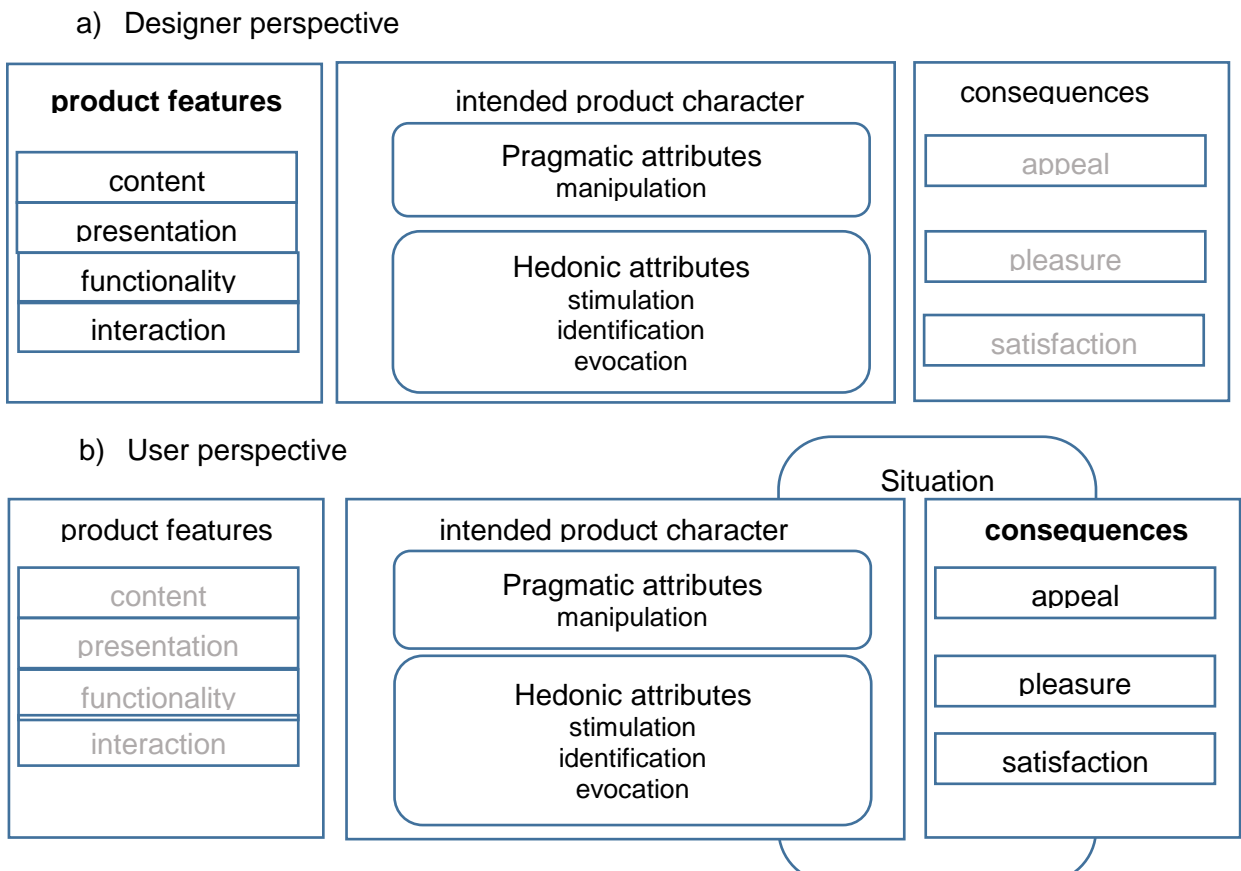 a) Designer perspective
product features
content
presentation
functionality
interaction
intended product character
Pragmatic attributes
manipulation
Hedonic attributes
stimulation
identification
evocation
consequences
appeal
pleasure
satisfaction
b) User perspective
Situation
product features
content
presentation
functionality
interaction
intended product character
Pragmatic attributes
manipulation
Hedonic attributes
stimulation
identification
evocation
consequences
appeal
pleasure
satisfaction